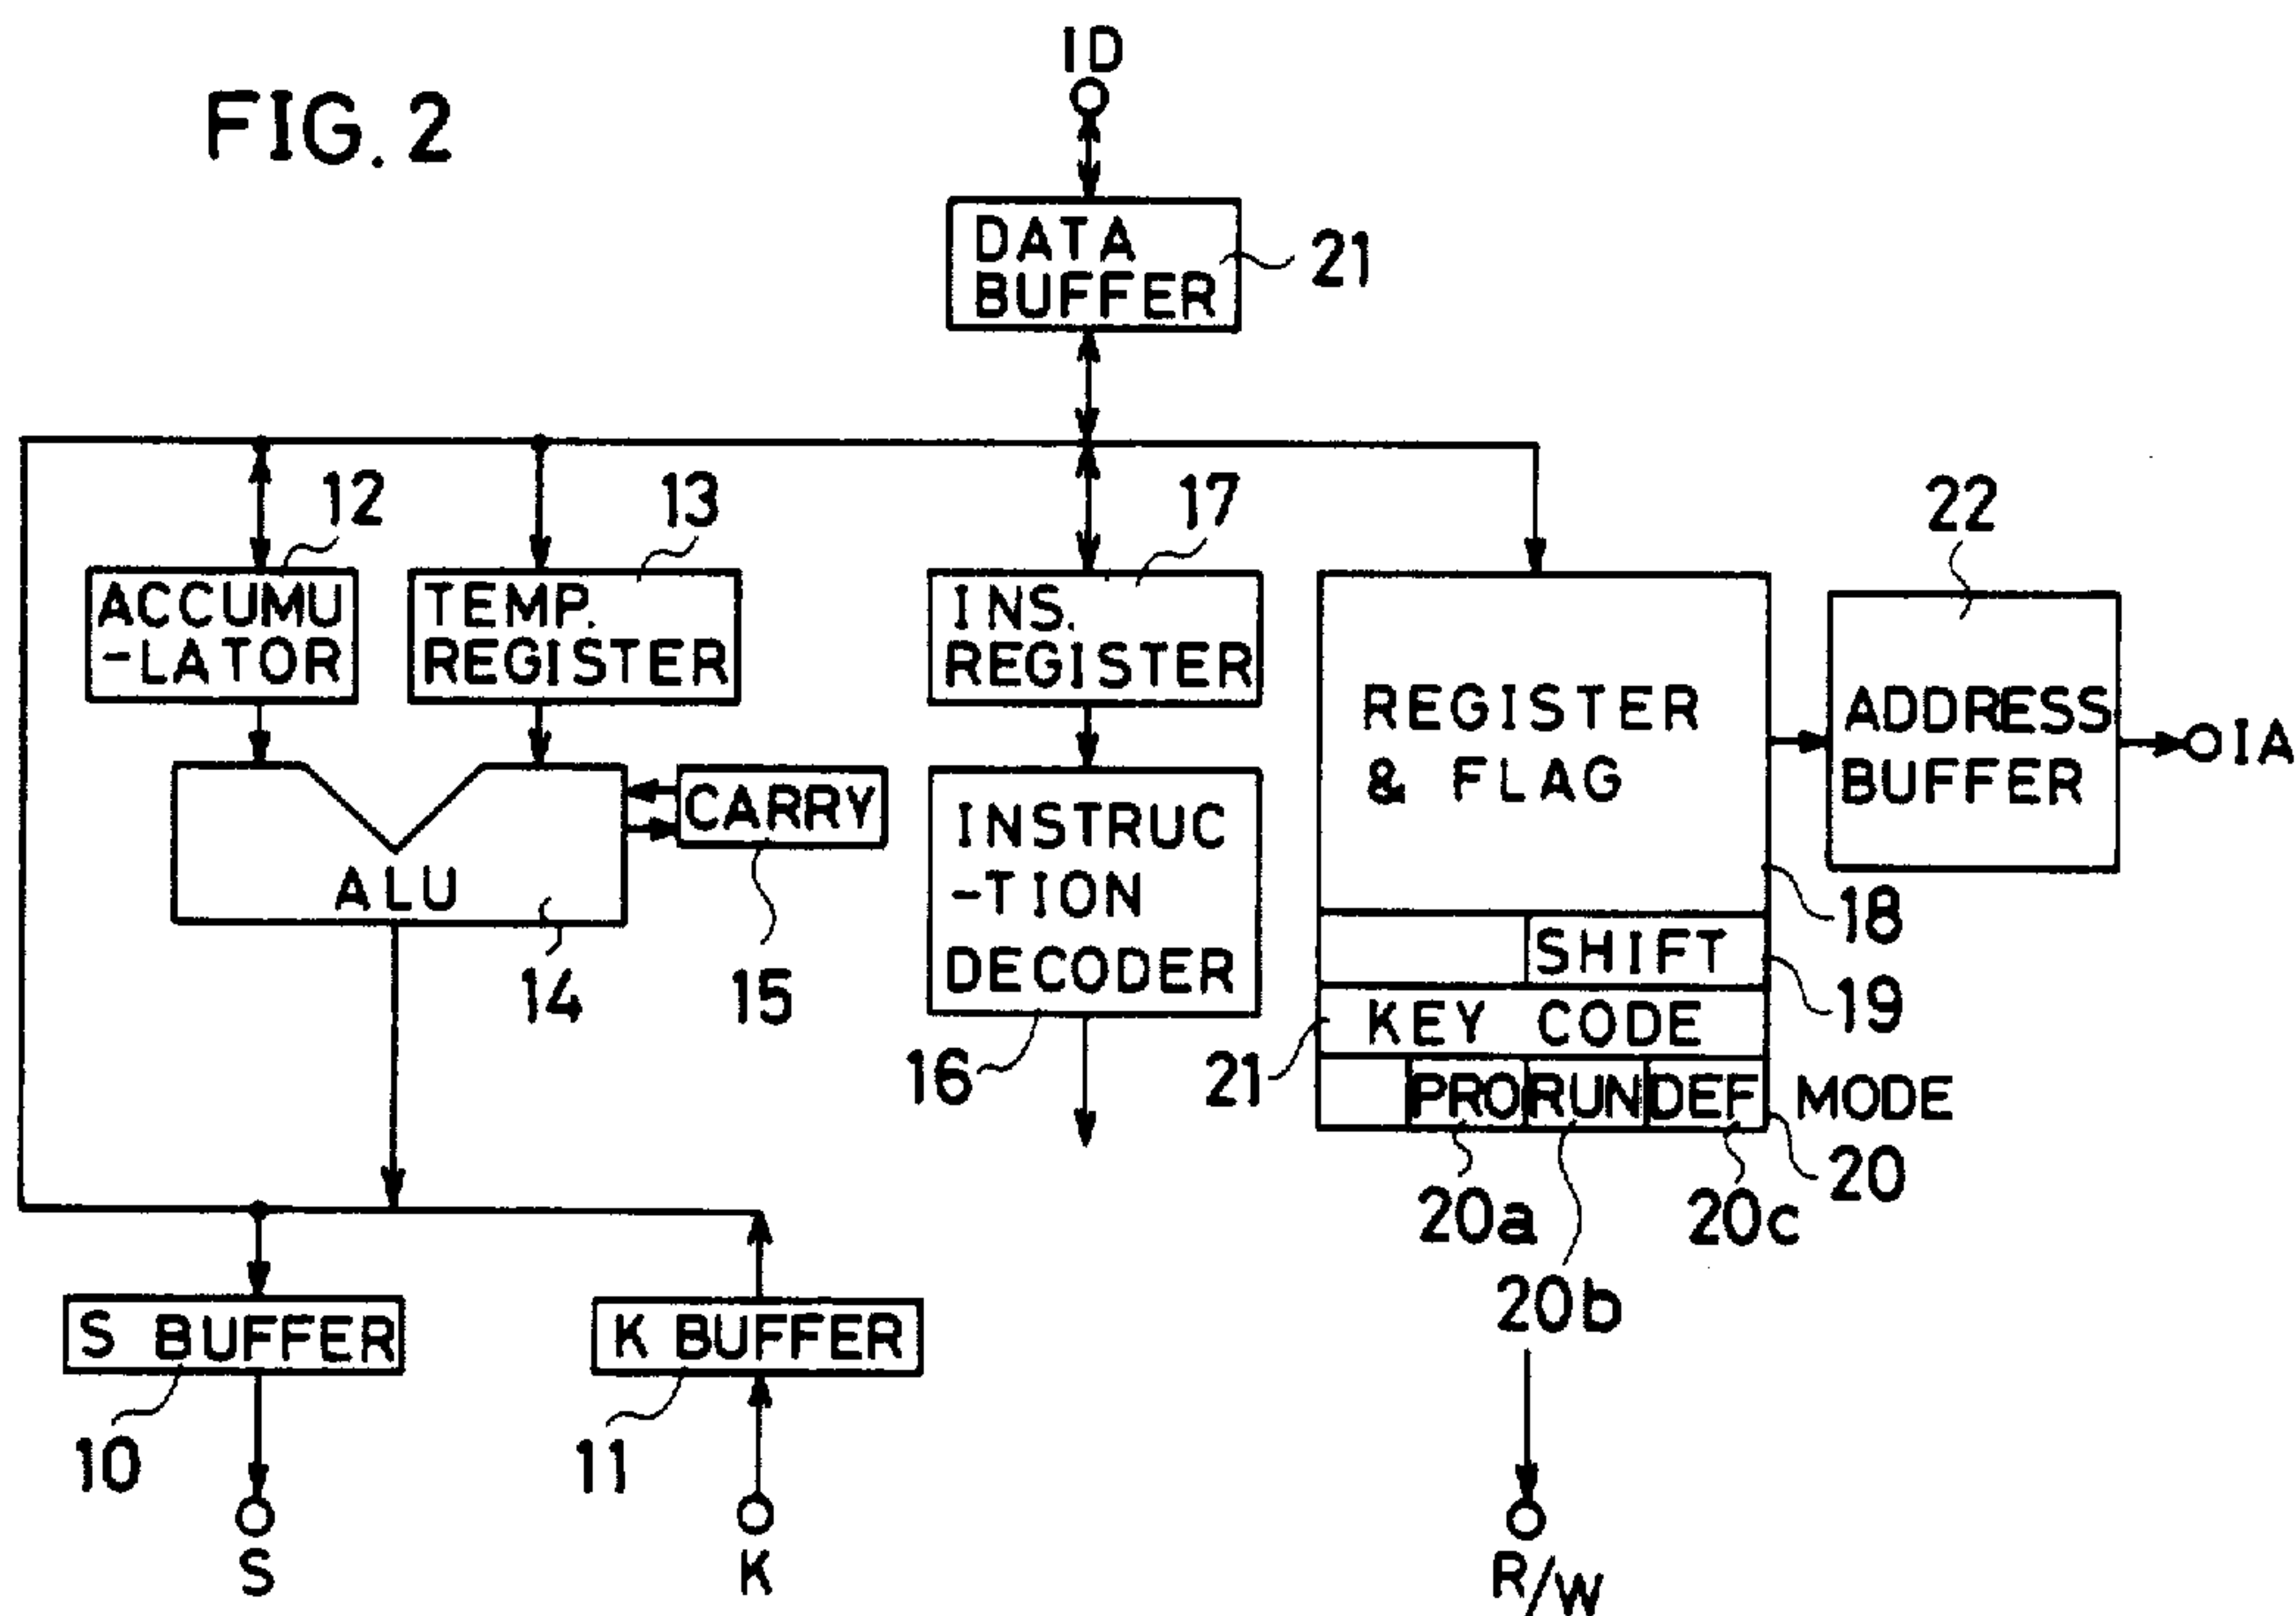 FIG. 2
ID
DATA
BUFFER
21
12
13
17
22
ACCUMU
-LATOR
TEMP.
REGISTER
INS.
REGISTER
REGISTER
& FLAG
ADDRESS
BUFFER
IA
CARRY
ALU
INSTRUC
-TION
DECODER
14
15
16
18
SHIFT
19
KEY CODE
21
PRO
RUN
DEF
MODE
20
20a
20b
20c
S BUFFER
K BUFFER
10
11
S
K
R/W